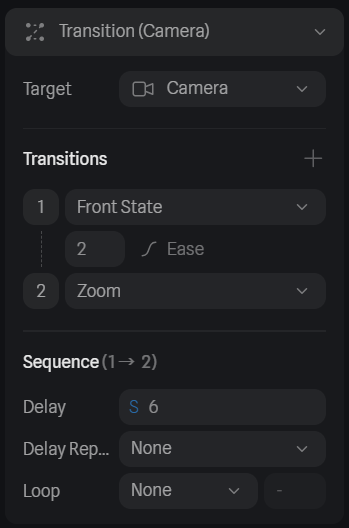 Transition (Camera)
Target Camera
Transitions
1 Front State
2 Ease
2 Zoom
Sequence (1 → 2)
Delay S 6
Delay Rep... None
Loop None -